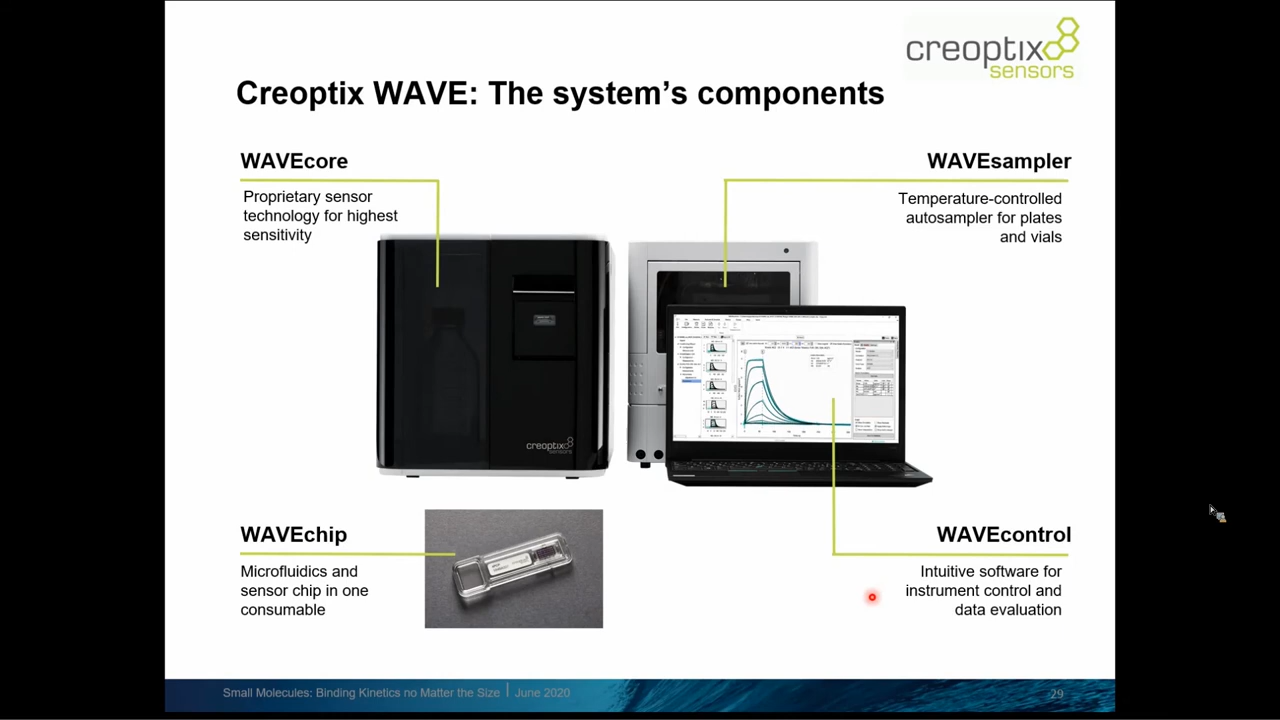 creoptix
sensors
Creoptix WAVE: The system’s components
WAVEcore
Proprietary sensor
technology for highest
sensitivity
WAVEsampler
Temperature-controlled
autosampler for plates
and vials
creoptix
sensors
WAVEchip
Microfluidics and
sensor chip in one
consumable
WAVEcontrol
Intuitive software for
instrument control and
data evaluation
Small Molecules: Binding Kinetics no Matter the Size | June 2020
29